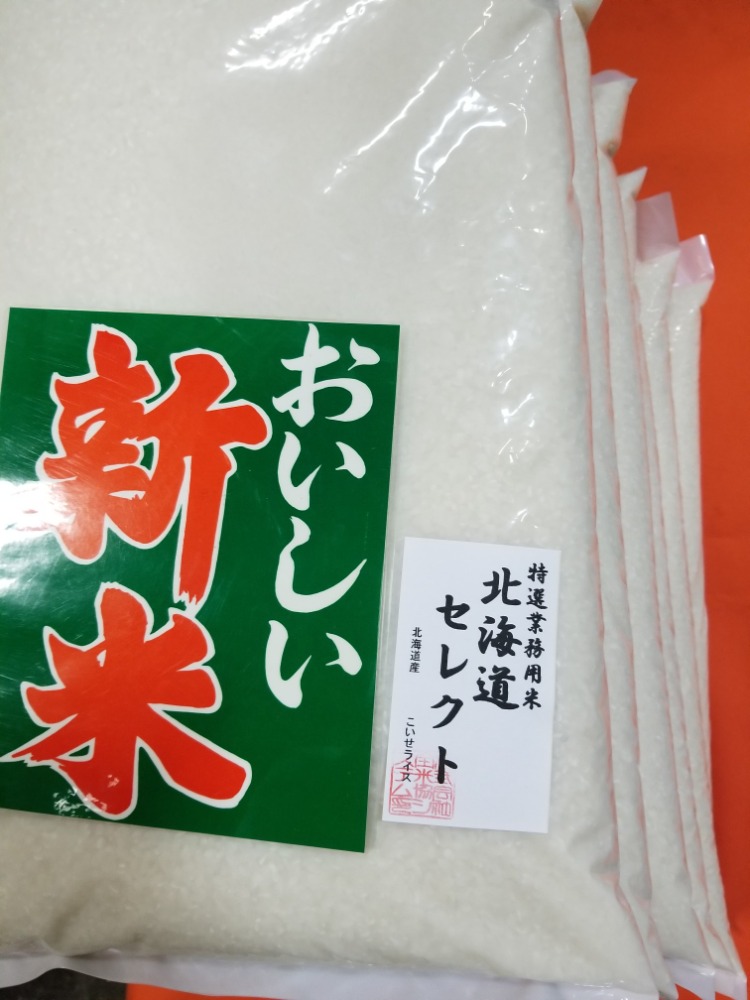 おいしい
新米
特選業務用米
北海道
セレクト
北海道産
こいせライス